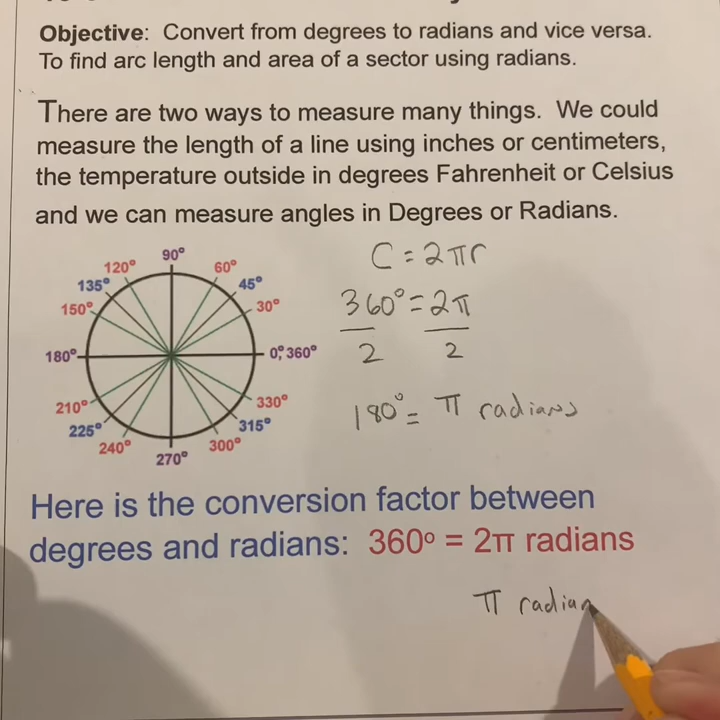 Objective: Convert from degrees to radians and vice versa.
To find arc length and area of a sector using radians.
There are two ways to measure many things. We could
measure the length of a line using inches or centimeters,
the temperature outside in degrees Fahrenheit or Celsius
and we can measure angles in Degrees or Radians.
90°
120° 60°
135° 45°
150° 30°
180° 0°, 360°
210° 330°
225° 315°
240° 300°
270°
C = 2πr
360° = 2π
2 2
180° = π radians
Here is the conversion factor between
degrees and radians: 360° = 2π radians
π radian